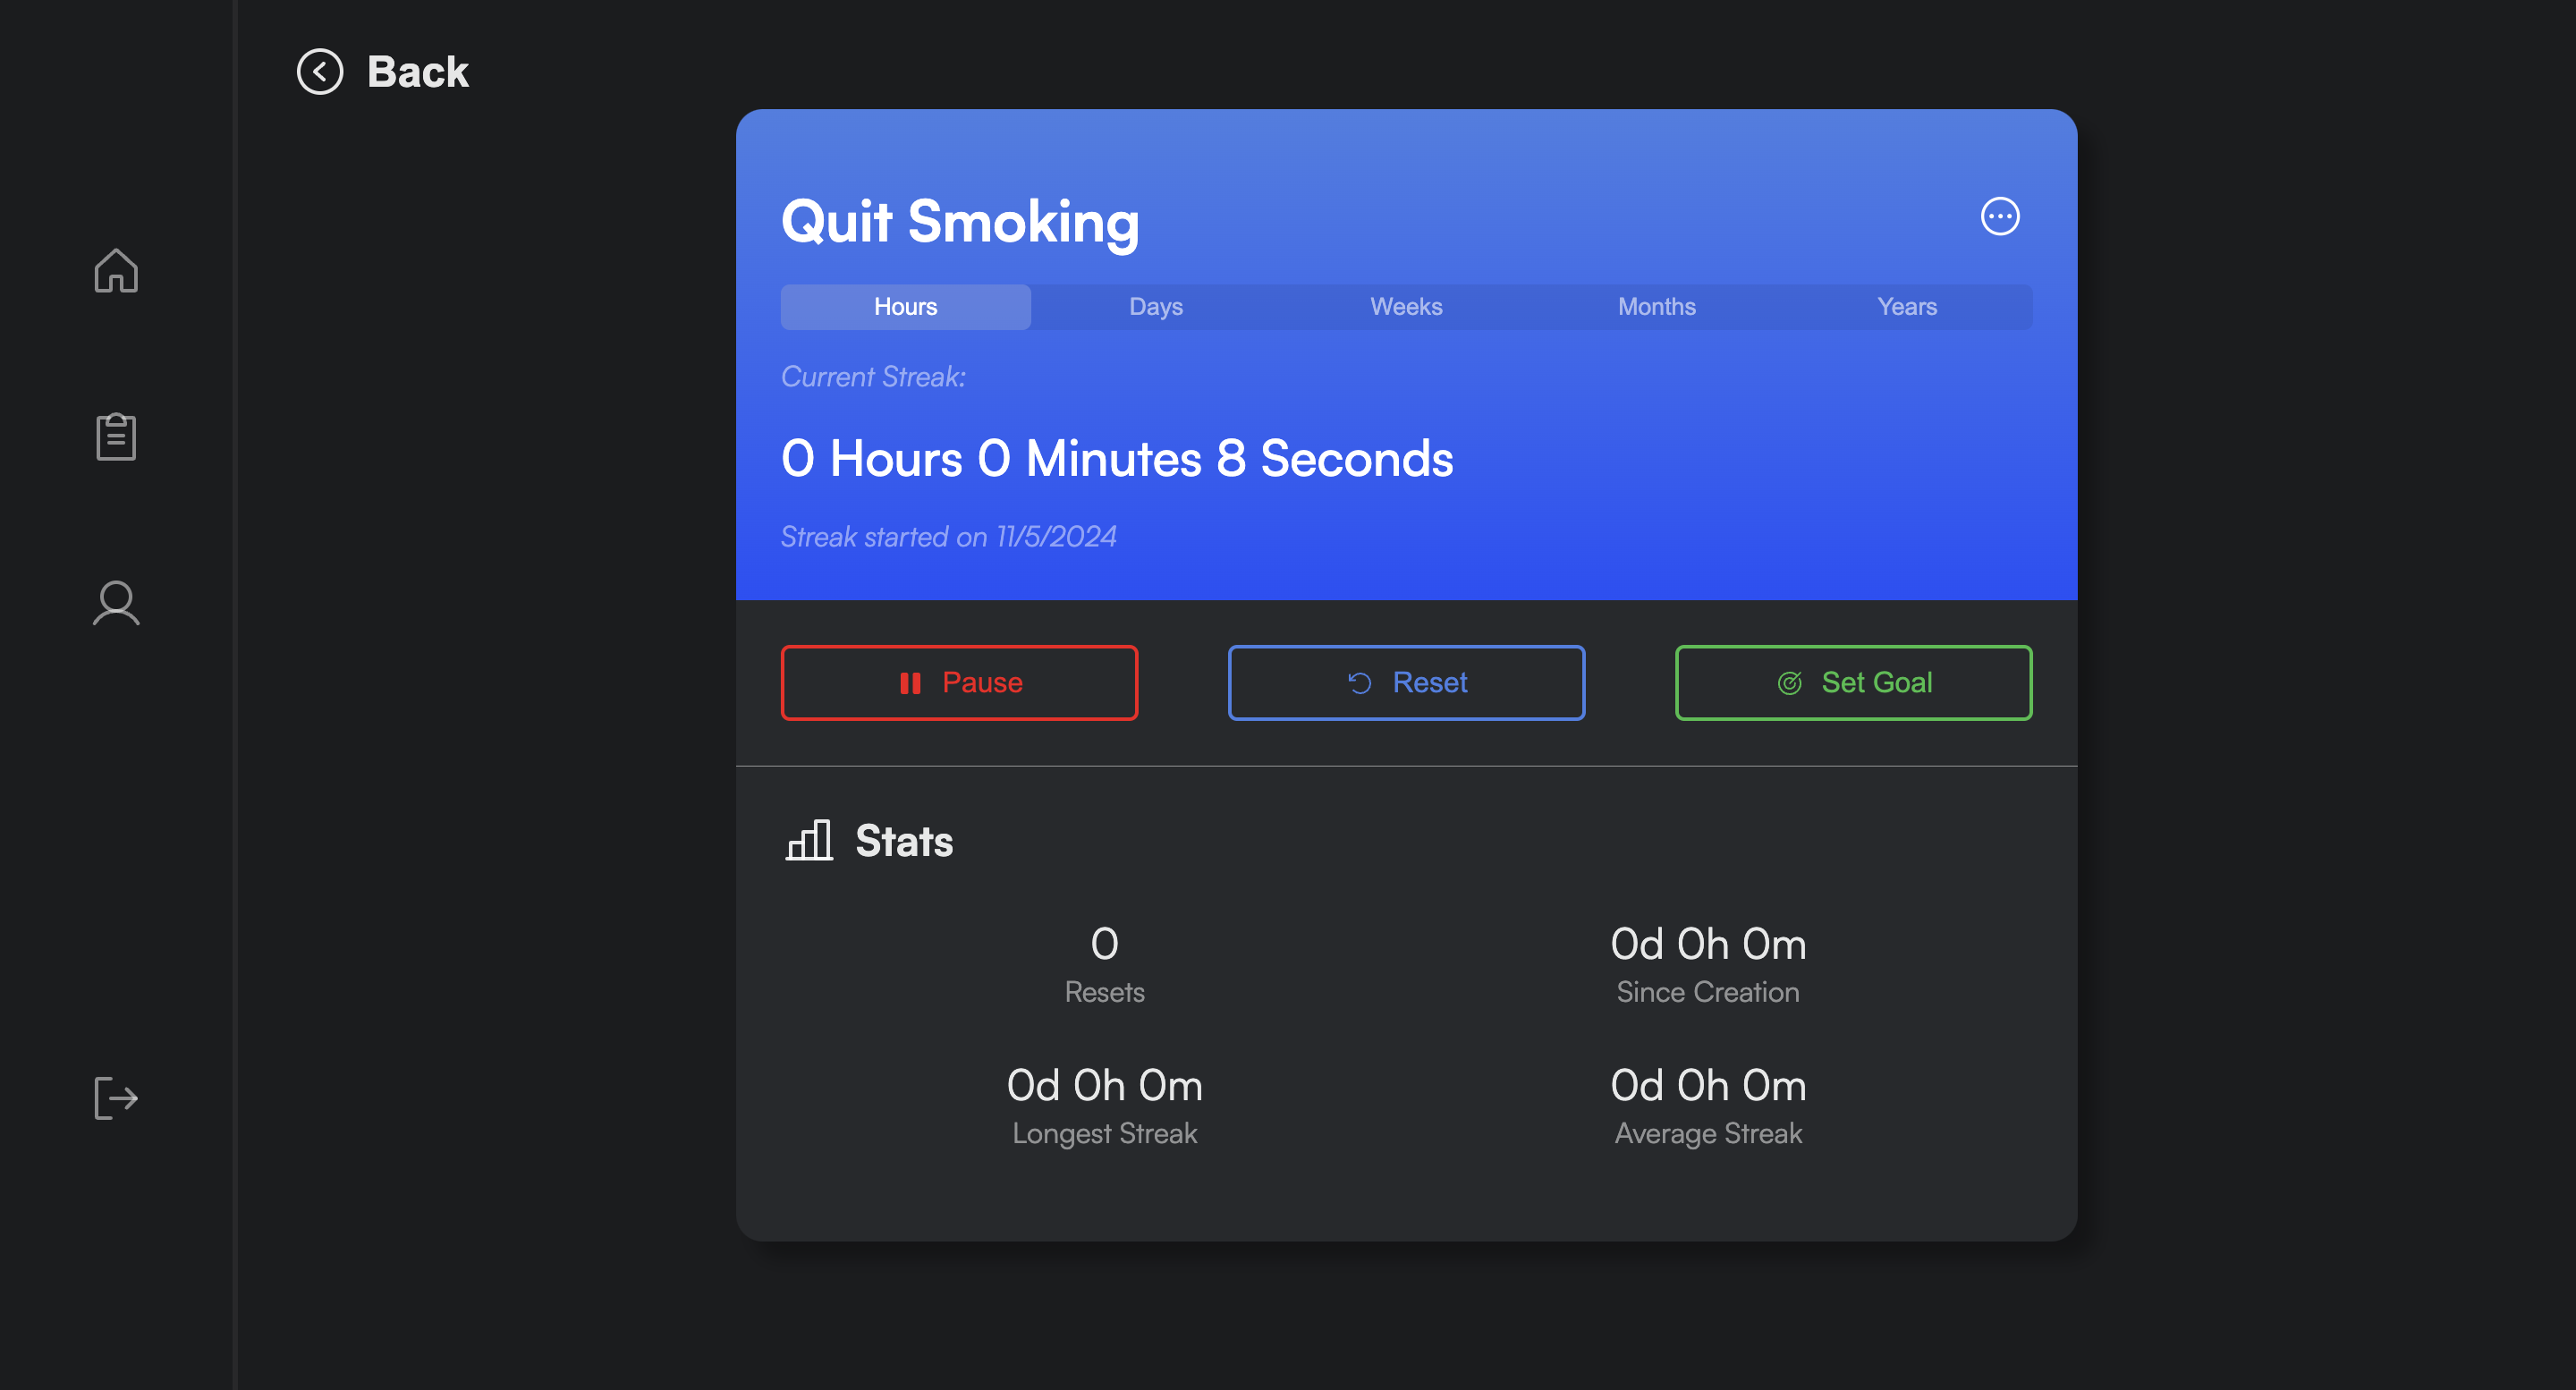 Back
Quit Smoking
Hours Days Weeks Months Years
Current Streak:
0 Hours 0 Minutes 8 Seconds
Streak started on 11/5/2024
Pause Reset Set Goal
Stats
0 0d 0h 0m
Resets Since Creation
0d 0h 0m 0d 0h 0m
Longest Streak Average Streak